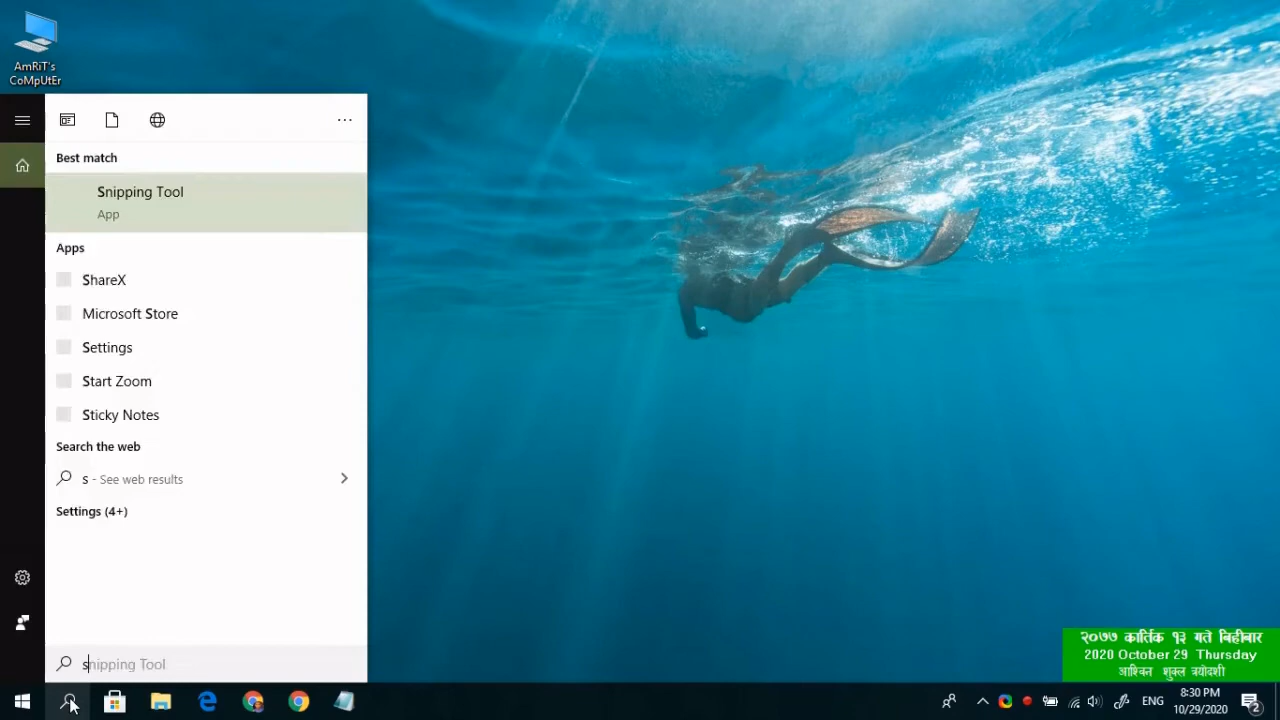 AmRiT's
CoMpUtEr
Best match
Snipping Tool
App
Apps
ShareX
Microsoft Store
Settings
Start Zoom
Sticky Notes
Search the web
s - See web results
Settings (4+)
snipping Tool
२०७७ कार्तिक १३ गते बिहीबार
2020 October 29 Thursday
आश्विन शुक्ल त्रयोदशी
ENG
8:30 PM
10/29/2020
2